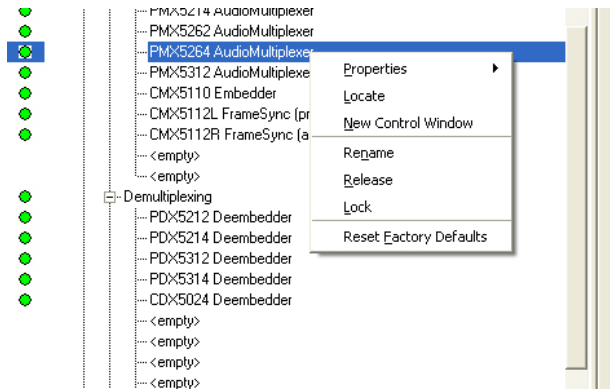 PMX5214 AudioMultiplexer
PMX5262 AudioMultiplexer
PMX5264 AudioMultiplexer
PMX5312 AudioMultiplexe
CMX5110 Embedder
CMX5112L FrameSync (pr
CMX5112R FrameSync (a
<empty>
<empty>
Demultiplexing
PDX5212 Deembedder
PDX5214 Deembedder
PDX5312 Deembedder
PDX5314 Deembedder
CDX5024 Deembedder
<empty>
<empty>
<empty>
<empty>
Properties
Locate
New Control Window
Rename
Release
Lock
Reset Factory Defaults